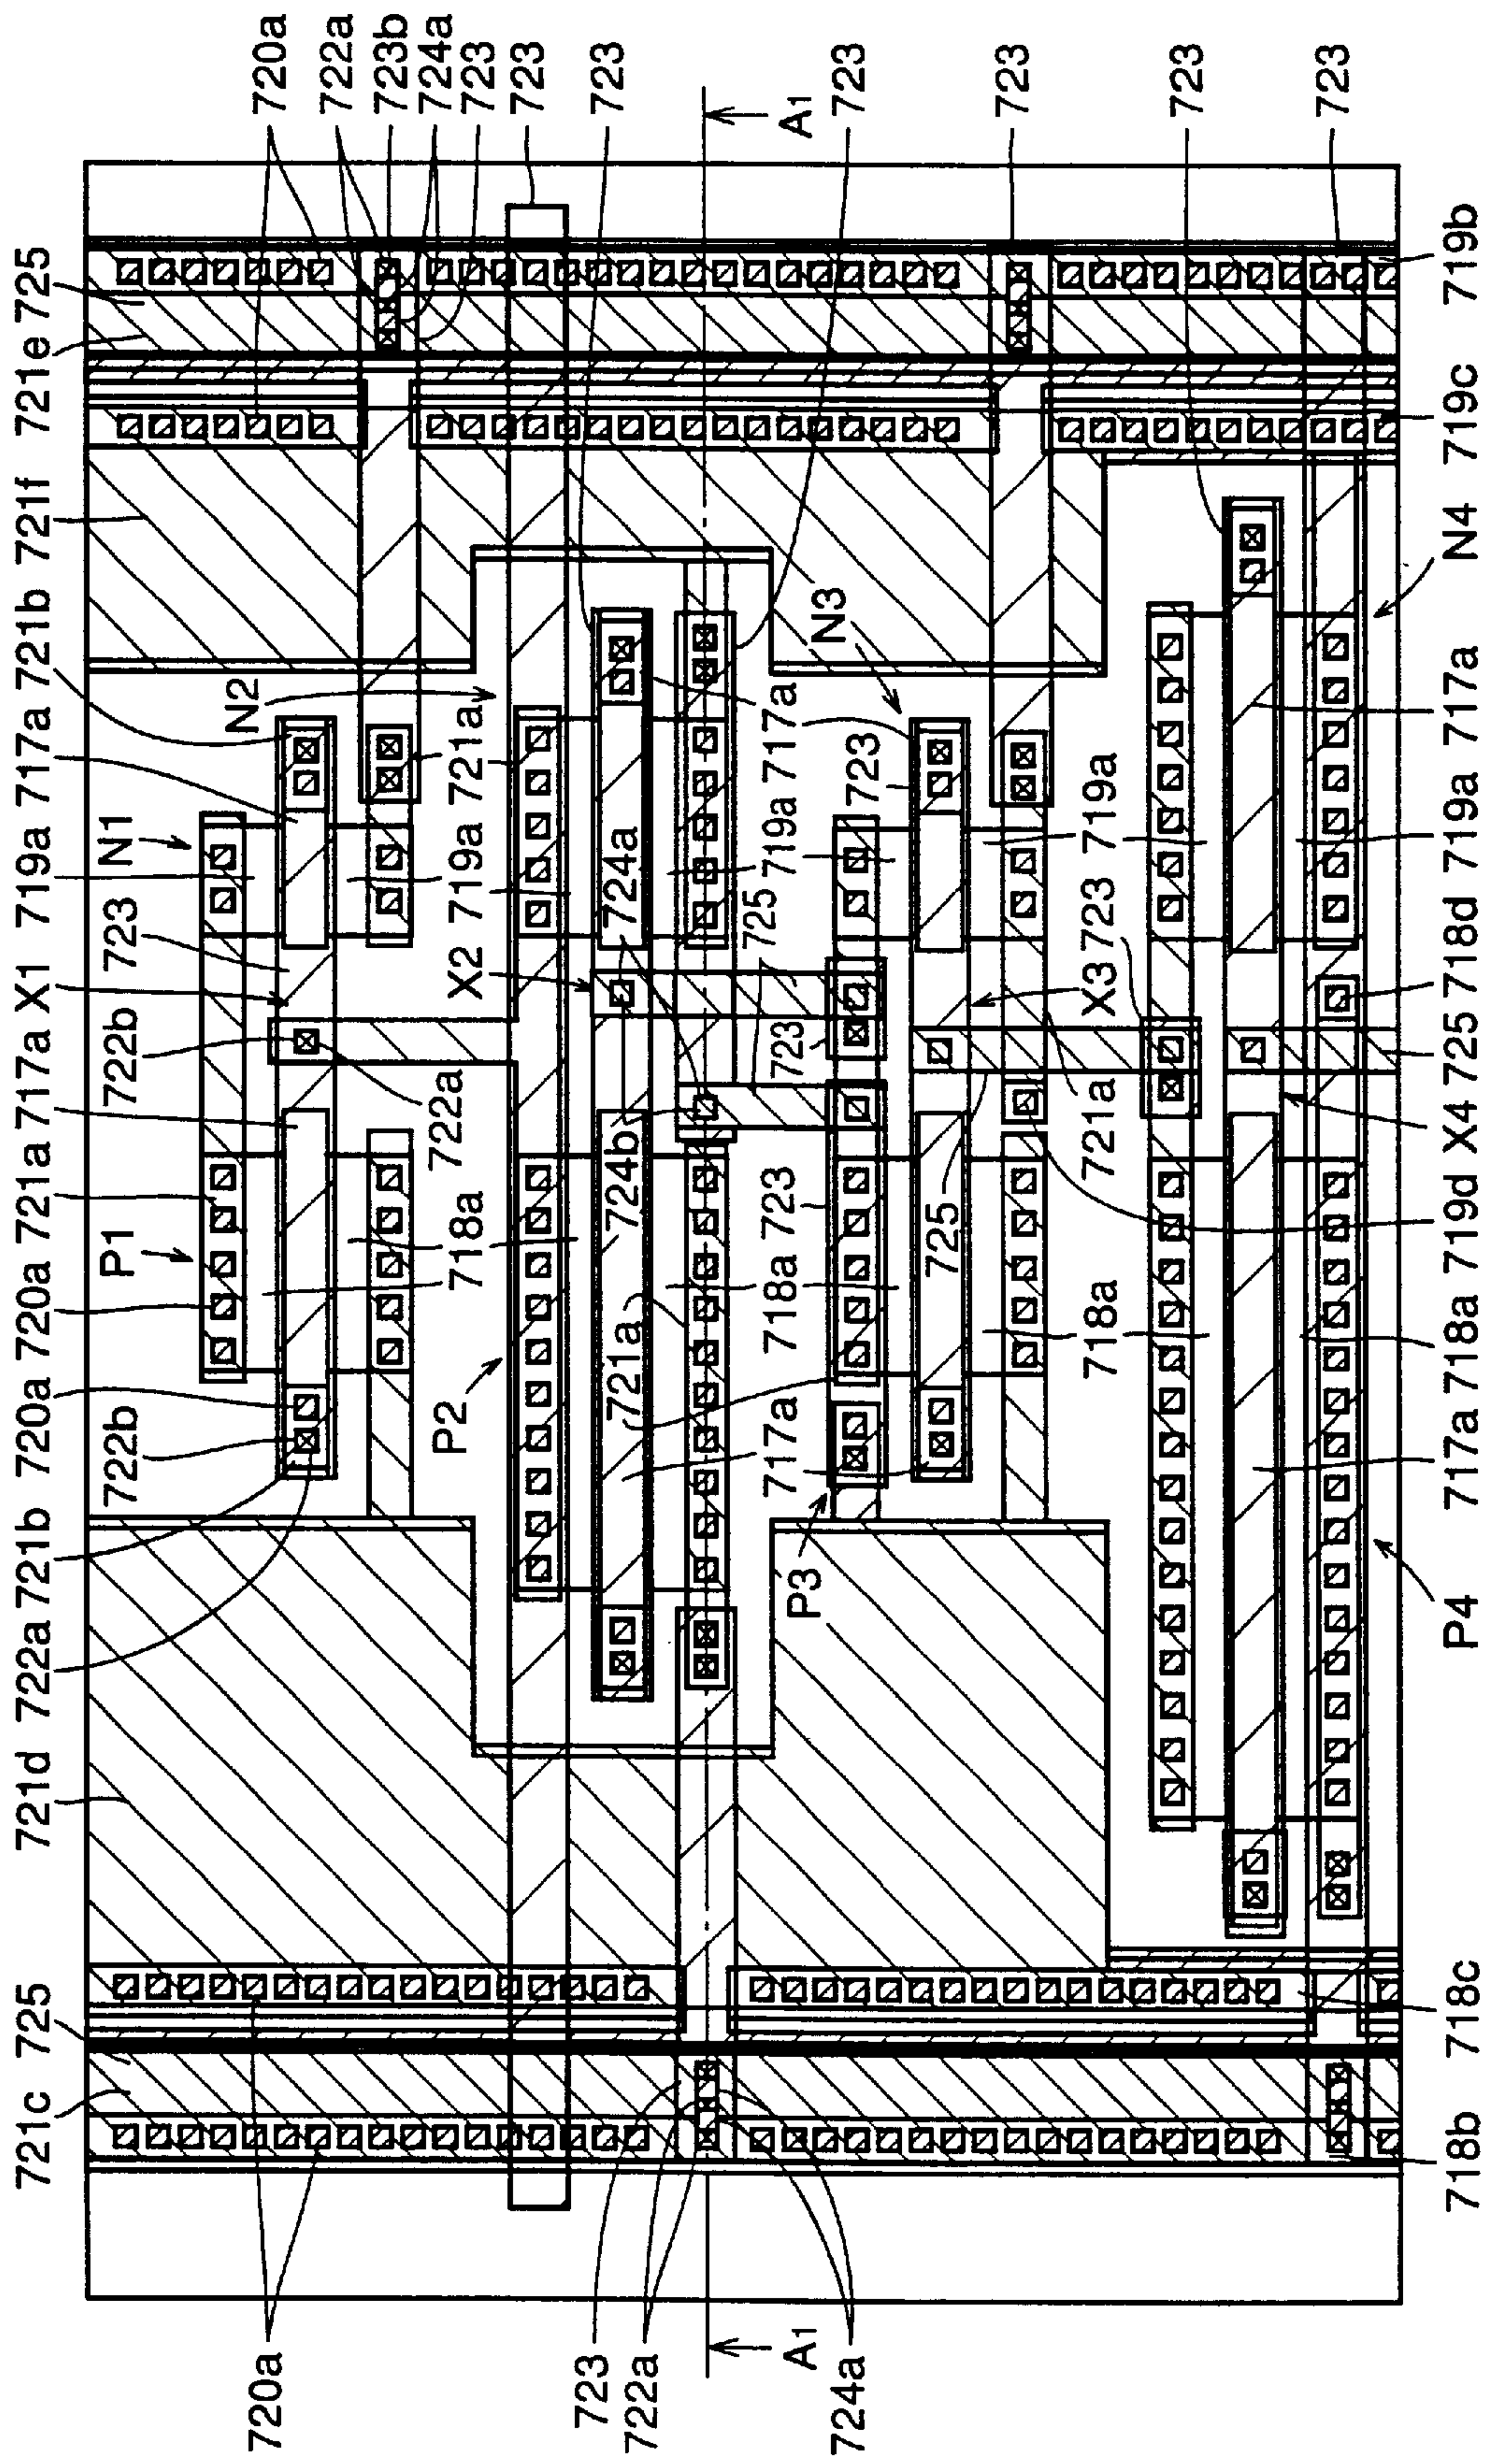 721c 725 721d 722a 721b 720a 720a 721a 717a X1 719a 717a 721b 721f 721e 725
722b P1 722b 723 N1
N2
720a 720a
722a
723b
724a
P2 722a
718a X2 719a 721a 723
723
723 721a 724b 724a 723
722a
725
717a 718a 723 723 719a 717a
A1 P3 N3 A1
724a 723 723
725
723
718a 721a X3 723 719a
723
723
718b 718c P4 717a 718a 719d X4 725 718d 719a 717a N4 719c 719b